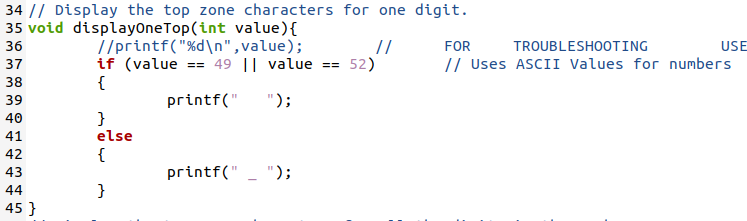 34 // Display the top zone characters for one digit.
35 void displayOneTop(int value){
36         //printf("%d\n",value);        //      FOR     TROUBLESHOOTING        USE
37         if (value == 49 || value == 52)        // Uses ASCII Values for numbers
38         {
39                 printf("   ");
40         }
41         else
42         {
43                 printf(" _ ");
44         }
45 }